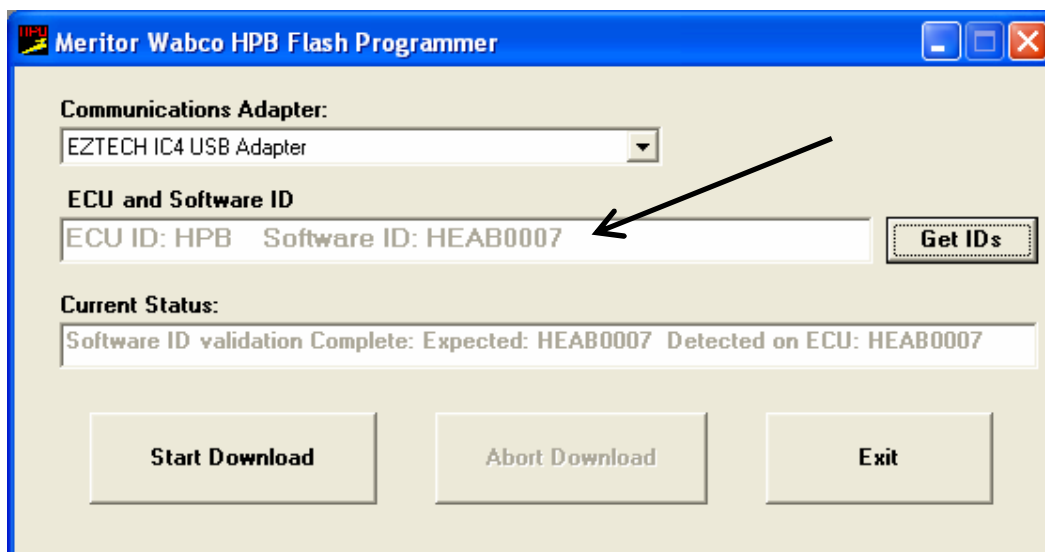 Meritor Wabco HPB Flash Programmer
Communications Adapter:
EZTECH IC4 USB Adapter
ECU and Software ID
ECU ID: HPB Software ID: HEAB0007
Get IDs
Current Status:
Software ID validation Complete: Expected: HEAB0007 Detected on ECU: HEAB0007
Start Download
Abort Download
Exit